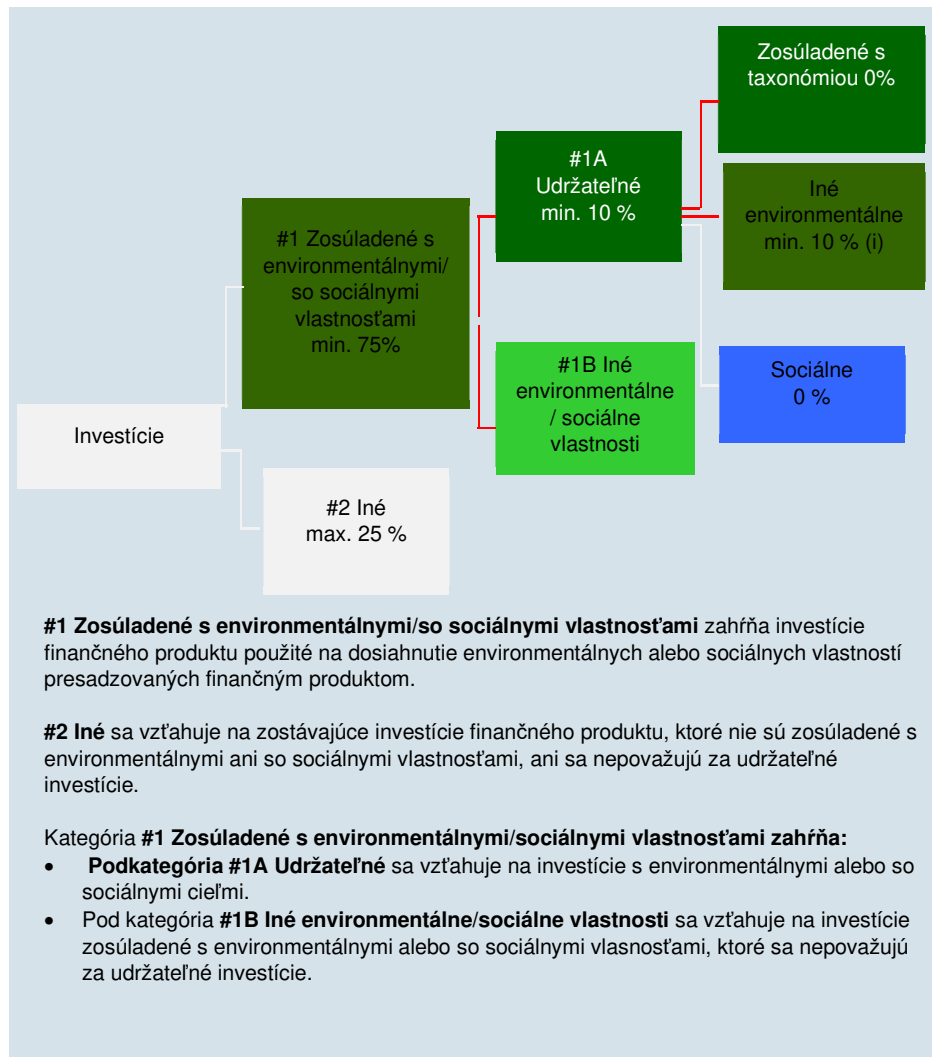 Zosúladené s
taxonómiou 0%
#1A
Udržateľné
min. 10 %
Iné
environmentálne
min. 10 % (i)
#1 Zosúladené s
environmentálnymi/
so sociálnymi
vlastnosťami
min. 75%
#1B Iné
environmentálne
/ sociálne
vlastnosti
Sociálne
0 %
Investície
#2 Iné
max. 25 %
#1 Zosúladené s environmentálnymi/so sociálnymi vlastnosťami zahŕňa investície
finančného produktu použité na dosiahnutie environmentálnych alebo sociálnych vlastností
presadzovaných finančným produktom.
#2 Iné sa vzťahuje na zostávajúce investície finančného produktu, ktoré nie sú zosúladené s
environmentálnymi ani so sociálnymi vlastnosťami, ani sa nepovažujú za udržateľné
investície.
Kategória #1 Zosúladené s environmentálnymi/sociálnymi vlastnosťami zahŕňa:
• Podkategória #1A Udržateľné sa vzťahuje na investície s environmentálnymi alebo so
sociálnymi cieľmi.
• Pod kategória #1B Iné environmentálne/sociálne vlastnosti sa vzťahuje na investície
zosúladené s environmentálnymi alebo so sociálnymi vlasnosťami, ktoré sa nepovažujú
za udržateľné investície.